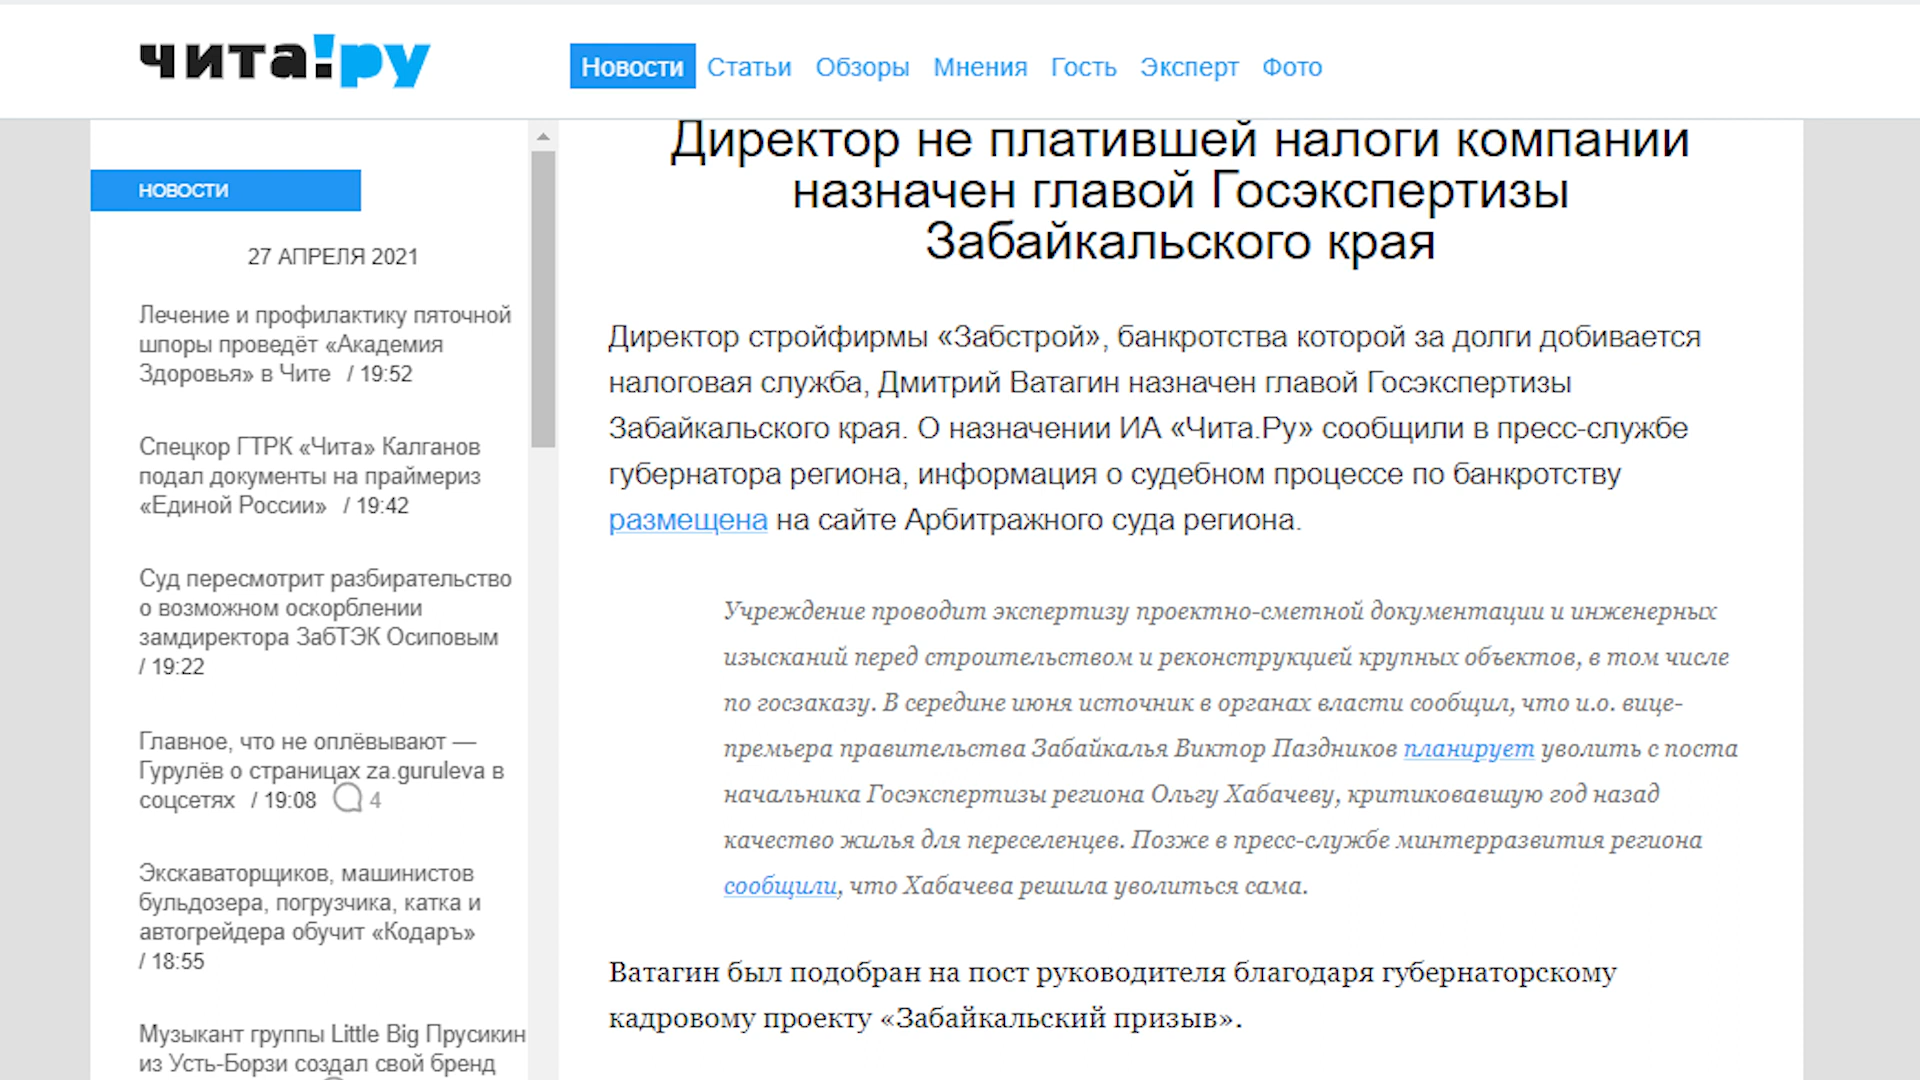 чита!ру
Новости Статьи Обзоры Мнения Гость Эксперт Фото
НОВОСТИ
27 АПРЕЛЯ 2021
Лечение и профилактику пяточной
шпоры проведёт «Академия
Здоровья» в Чите / 19:52
Спецкор ГТРК «Чита» Калганов
подал документы на праймериз
«Единой России» / 19:42
Суд пересмотрит разбирательство
о возможном оскорблении
замдиректора ЗабТЭК Осиповым
/ 19:22
Главное, что не оплёвывают —
Гурулёв о страницах za.guruleva в
соцсетях / 19:08 4
Экскаваторщиков, машинистов
бульдозера, погрузчика, катка и
автогрейдера обучит «Кодаръ»
/ 18:55
Музыкант группы Little Big Прусикин
из Усть-Борзи создал свой бренд
Директор не платившей налоги компании
назначен главой Госэкспертизы
Забайкальского края
Директор стройфирмы «Забстрой», банкротства которой за долги добивается
налоговая служба, Дмитрий Ватагин назначен главой Госэкспертизы
Забайкальского края. О назначении ИА «Чита.Ру» сообщили в пресс-службе
губернатора региона, информация о судебном процессе по банкротству
размещена на сайте Арбитражного суда региона.
Учреждение проводит экспертизу проектно-сметной документации и инженерных
изысканий перед строительством и реконструкцией крупных объектов, в том числе
по госзаказу. В середине июня источник в органах власти сообщил, что и.о. вице-
премьера правительства Забайкалья Виктор Паздников планирует уволить с поста
начальника Госэкспертизы региона Ольгу Хабачеву, критиковавшую год назад
качество жилья для переселенцев. Позже в пресс-службе минтерразвития региона
сообщили, что Хабачева решила уволиться сама.
Ватагин был подобран на пост руководителя благодаря губернаторскому
кадровому проекту «Забайкальский призыв».